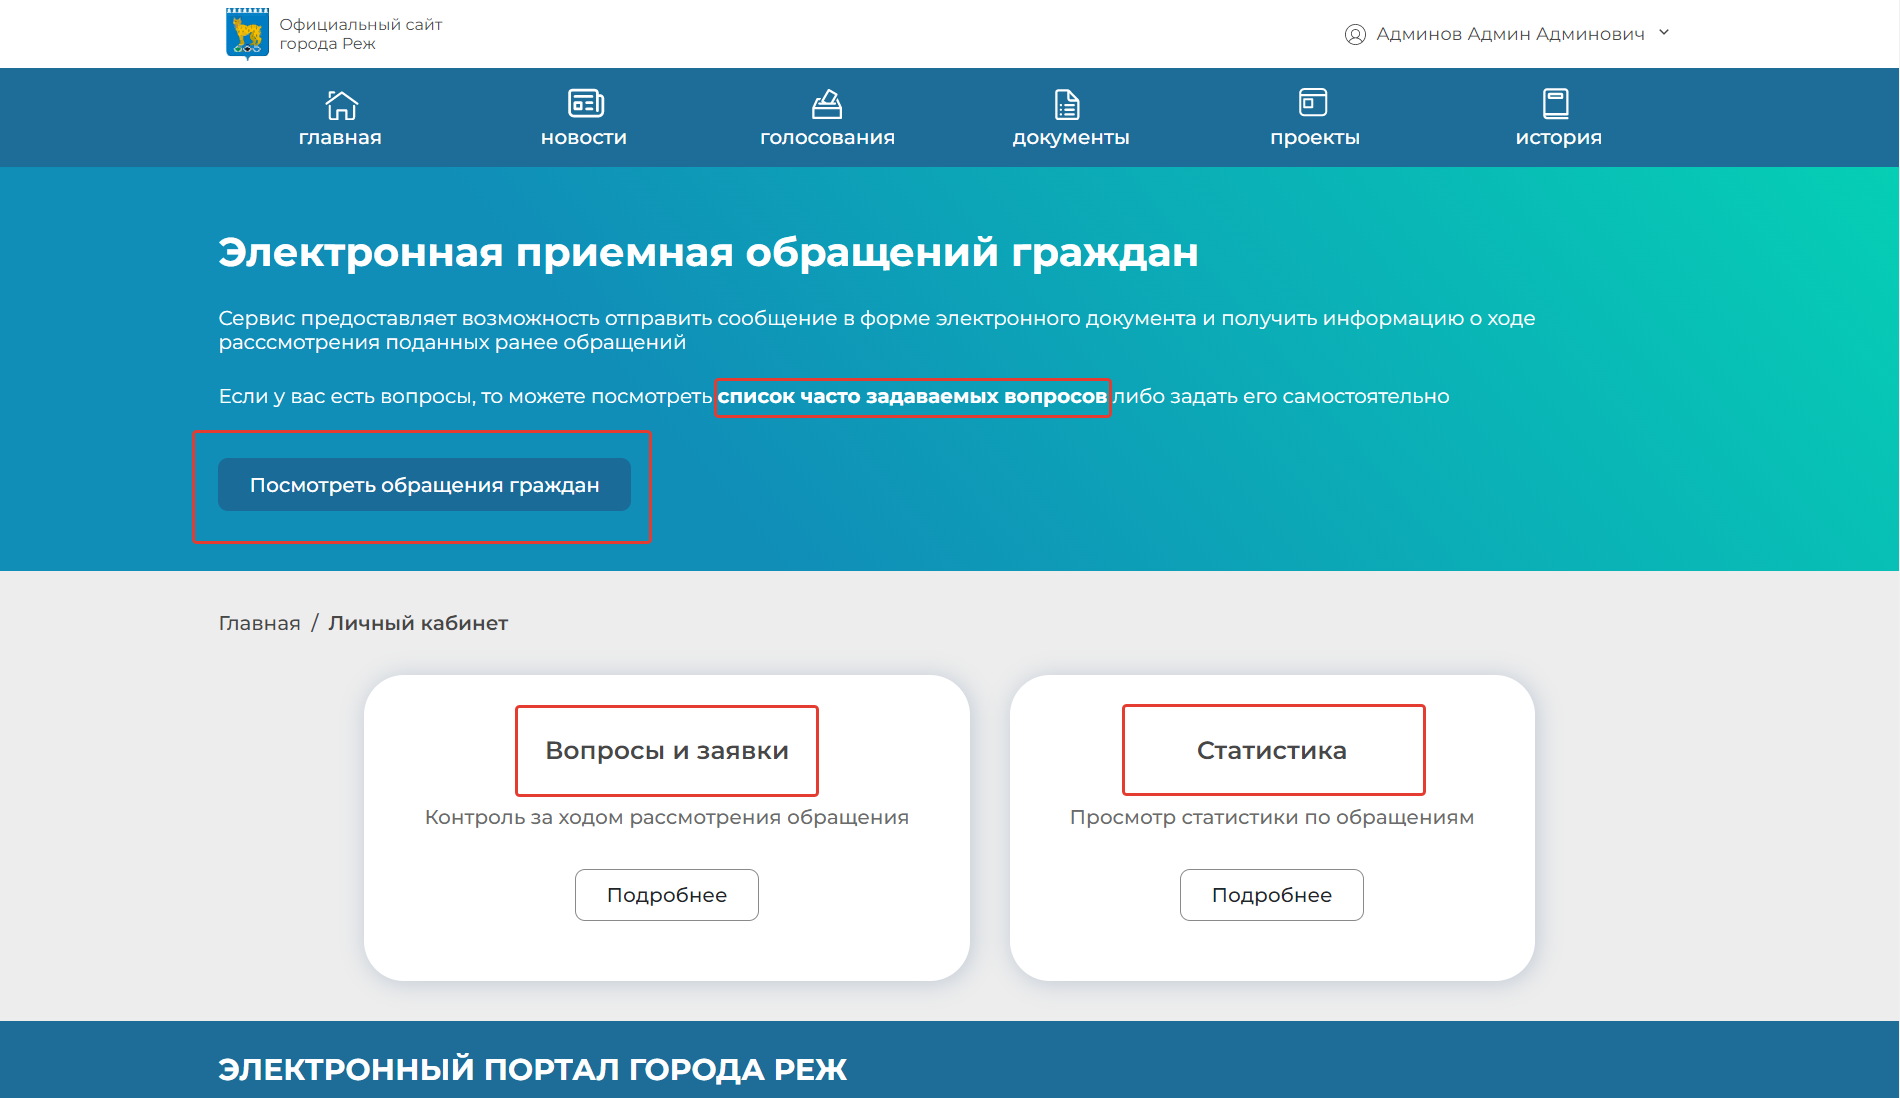 Официальный сайт
города Реж
Админов Админ Админович
главная
новости
голосования
документы
проекты
история
Электронная приемная обращений граждан
Сервис предоставляет возможность отправить сообщение в форме электронного документа и получить информацию о ходе
расссмотрения поданных ранее обращений
Если у вас есть вопросы, то можете посмотреть список часто задаваемых вопросов либо задать его самостоятельно
Посмотреть обращения граждан
Главная / Личный кабинет
Вопросы и заявки
Контроль за ходом рассмотрения обращения
Подробнее
Статистика
Просмотр статистики по обращениям
Подробнее
ЭЛЕКТРОННЫЙ ПОРТАЛ ГОРОДА РЕЖ